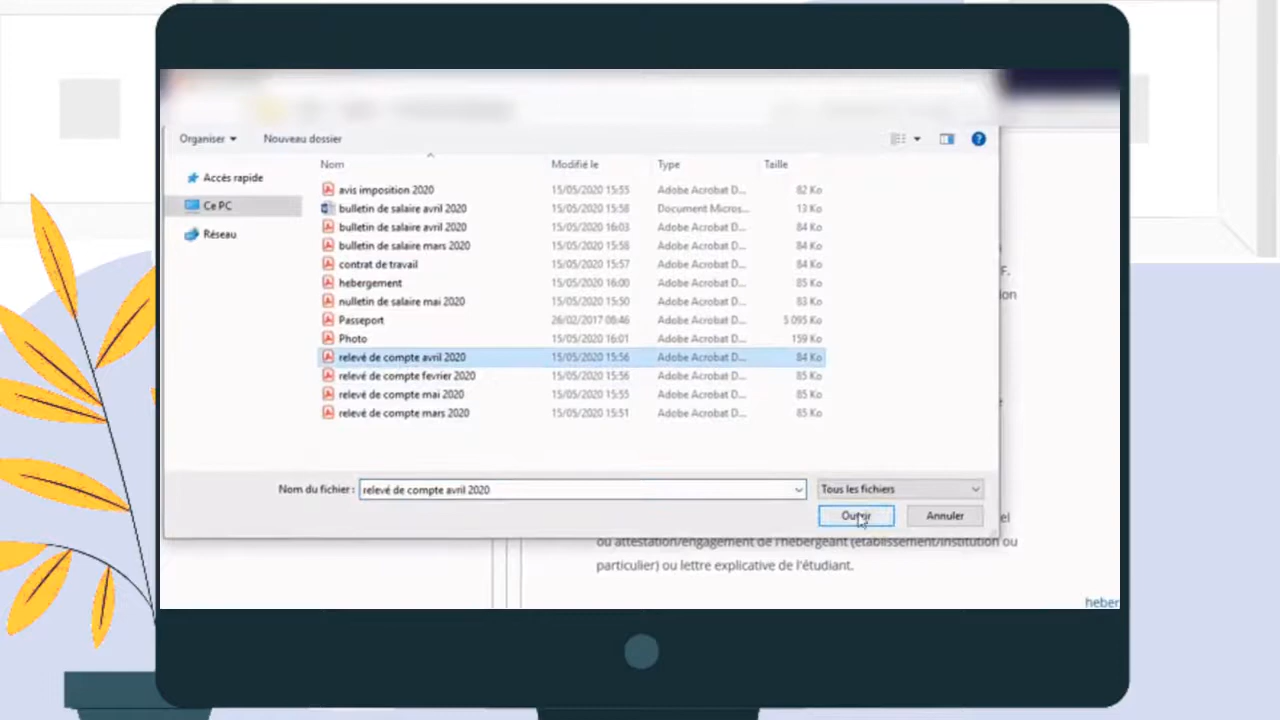 Organiser Nouveau dossier
Nom Modifié le Type Taille
Accès rapide
Ce PC
Réseau
avis imposition 2020 15/05/2020 15:55 Adobe Acrobat D... 82 Ko
bulletin de salaire avril 2020 15/05/2020 15:58 Document Micros... 13 Ko
bulletin de salaire avril 2020 15/05/2020 16:03 Adobe Acrobat D... 84 Ko
bulletin de salaire mars 2020 15/05/2020 15:58 Adobe Acrobat D... 84 Ko
contrat de travail 15/05/2020 15:57 Adobe Acrobat D... 84 Ko
hebergement 15/05/2020 16:00 Adobe Acrobat D... 85 Ko
nulletin de salaire mai 2020 15/05/2020 15:50 Adobe Acrobat D... 83 Ko
Passeport 26/02/2017 08:46 Adobe Acrobat D... 5 095 Ko
Photo 15/05/2020 16:01 Adobe Acrobat D... 159 Ko
relevé de compte avril 2020 15/05/2020 15:56 Adobe Acrobat D... 84 Ko
relevé de compte fevrier 2020 15/05/2020 15:56 Adobe Acrobat D... 85 Ko
relevé de compte mai 2020 15/05/2020 15:55 Adobe Acrobat D... 85 Ko
relevé de compte mars 2020 15/05/2020 15:51 Adobe Acrobat D... 85 Ko
F.
ion
Nom du fichier : relevé de compte avril 2020 Tous les fichiers
Ouvrir Annuler
el
ou attestation/engagement de l'hébergeant (établissement/institution ou
particulier) ou lettre explicative de l'étudiant.
heber